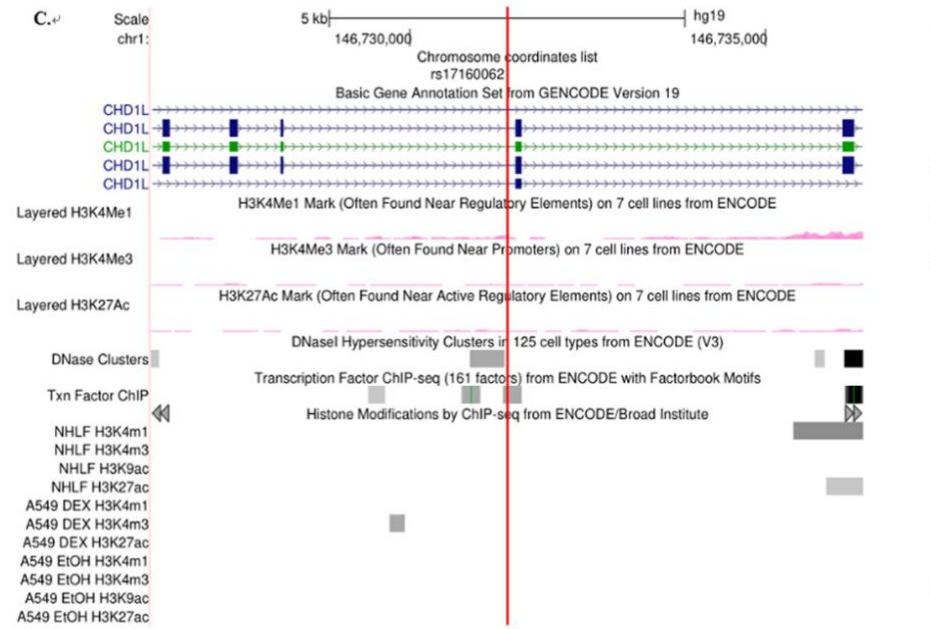 C.↵
Scale 5 kb hg19
chr1: 146,730,000 146,735,000
Chromosome coordinates list
rs17160062
Basic Gene Annotation Set from GENCODE Version 19
CHD1L
CHD1L
CHD1L
CHD1L
CHD1L
H3K4Me1 Mark (Often Found Near Regulatory Elements) on 7 cell lines from ENCODE
Layered H3K4Me1
H3K4Me3 Mark (Often Found Near Promoters) on 7 cell lines from ENCODE
Layered H3K4Me3
H3K27Ac Mark (Often Found Near Active Regulatory Elements) on 7 cell lines from ENCODE
Layered H3K27Ac
DNaseI Hypersensitivity Clusters in 125 cell types from ENCODE (V3)
DNase Clusters
Transcription Factor ChIP-seq (161 factors) from ENCODE with Factorbook Motifs
Txn Factor ChIP
Histone Modifications by ChIP-seq from ENCODE/Broad Institute
NHLF H3K4m1
NHLF H3K4m3
NHLF H3K9ac
NHLF H3K27ac
A549 DEX H3K4m1
A549 DEX H3K4m3
A549 DEX H3K27ac
A549 EtOH H3K4m1
A549 EtOH H3K4m3
A549 EtOH H3K9ac
A549 EtOH H3K27ac